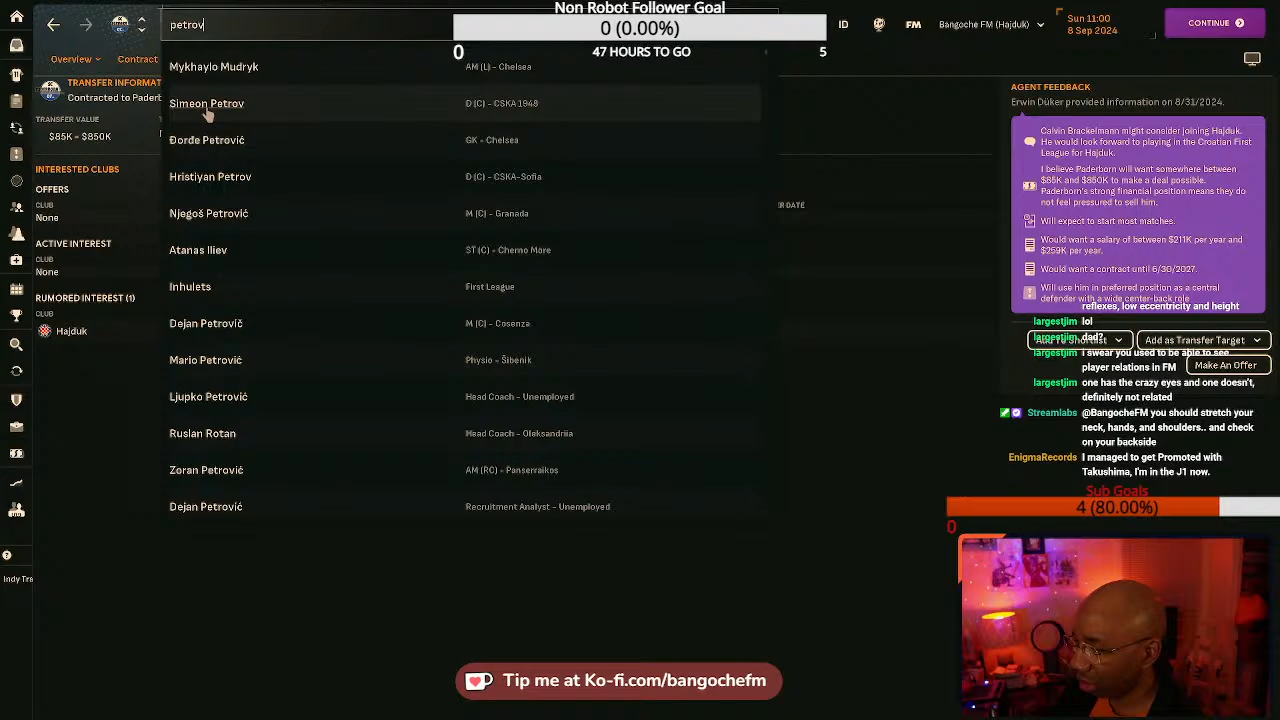 petrov
Non Robot Follower Goal
0 (0.00%)
0
47 HOURS TO GO
5
ID
FM
Bangoche FM (Hajduk)
Sun 11:00
8 Sep 2024
CONTINUE
Overview
Contract
TRANSFER INFORMAT
Contracted to Paderb
TRANSFER VALUE
$85K - $850K
INTERESTED CLUBS
OFFERS
CLUB
None
ACTIVE INTEREST
CLUB
None
RUMORED INTEREST (1)
CLUB
Hajduk
Mykhaylo Mudryk
AM (L) - Chelsea
Simeon Petrov
D (C) - CSKA 1948
Đorđe Petrović
GK - Chelsea
Hristiyan Petrov
D (C) - CSKA-Sofia
Njegoš Petrović
M (C) - Granada
Atanas Iliev
ST (C) - Cherno More
Inhulets
First League
Dejan Petrovič
M (C) - Cosenza
Mario Petrović
Physio - Šibenik
Ljupko Petrović
Head Coach - Unemployed
Ruslan Rotan
Head Coach - Oleksandriia
Zoran Petrović
AM (RC) - Panserraikos
Dejan Petrović
Recruitment Analyst - Unemployed
ER DATE
AGENT FEEDBACK
Erwin Düker provided information on 8/31/2024.
Calvin Brackelmann might consider joining Hajduk.
He would look forward to playing in the Croatian First
League for Hajduk.
I believe Paderborn would want somewhere between
$85K and $850K to make a deal possible.
Paderborn's strong financial position means they do
not feel pressured to sell him.
Will expect to start most matches.
Would want a salary of between $211K per year and
$259K per year.
Would want a contract until 6/30/2027.
Will use him in preferred position as a central
defender with a wide center-back role
reflexes, low eccentricity and height
largestjim lol
largestjim dad?
Add To Shortlist
Add as Transfer Target
largestjim I swear you used to be able to see
player relations in FM
Make An Offer
largestjim one has the crazy eyes and one doesn't,
definitely not related
Streamlabs @BangocheFM you should stretch your
neck, hands, and shoulders.. and check
on your backside
EnigmaRecords I managed to get Promoted with
Takushima, I'm in the J1 now.
Sub Goals
4 (80.00%)
0
Indy Tre
Tip me at Ko-fi.com/bangochefm